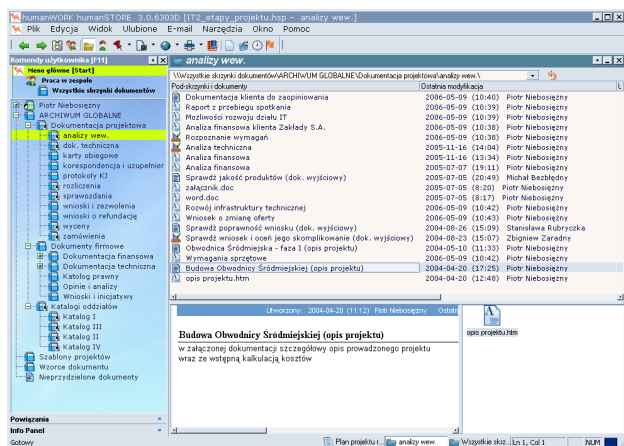 humanWORK humanSTORE 3.0.6303D [IT2_etapy_projektu.hsp - analizy wew.]
Plik Edycja Widok Ulubione E-mail Narzędzia Okno Pomoc
Komendy użytkownika [F11]
Menu główne [Start]
Praca w zespole
Wszystkie skrzynki dokumentów
Piotr Niebosiężny
ARCHIWUM GLOBALNE
Dokumentacja projektowa
analizy wew.
dok. techniczna
karty obiegowe
korespondencja i uzupełnier
protokoły KJ
rozliczenia
sprawozdania
wnioski i zezwolenia
wnioski o refundację
wyceny
zamówienia
Dokumenty firmowe
Dokumentacja finansowa
Dokumentacja techniczna
Katalog prawny
Opinie i analizy
Wnioski i inicjatywy
Katalogi oddziałów
Katalog I
Katalog III
Katalog II
Katalog IV
Szablony projektów
Wzorce dokumentu
Nieprzydzielone dokumenty
Powiązania
Info Panel
Gotowy
analizy wew.
\\Wszystkie skrzynki dokumentów\ARCHIWUM GLOBALNE\Dokumentacja projektowa\analizy wew.\
Pod-skrzynki i dokumenty Ostatnia modyfikacja L
Dokumentacja klienta do zaopiniowania 2006-05-09 (10:40) Piotr Niebosiężny
Raport z przebiegu spotkania 2006-05-09 (10:39) Piotr Niebosiężny
Możliwości rozwoju działu IT 2006-05-09 (10:39) Piotr Niebosiężny
Analiza finansowa klienta Zakłady S.A. 2006-05-09 (10:38) Piotr Niebosiężny
Rozpoznanie wymagań 2006-05-09 (10:38) Piotr Niebosiężny
Analiza techniczna 2005-11-16 (14:04) Piotr Niebosiężny
Analiza finansowa 2005-11-16 (13:34) Piotr Niebosiężny
Analiza finansowa 2005-07-07 (19:11) Piotr Niebosiężny
Sprawdź jakość produktów (dok. wyjściowy) 2005-07-05 (20:49) Michał Bezbłędny
załącznik.doc 2005-07-05 (8:20) Piotr Niebosiężny
word.doc 2005-07-05 (8:17) Piotr Niebosiężny
Rozwój infrastruktury technicznej 2006-05-09 (10:42) Piotr Niebosiężny
Wniosek o zmianę oferty 2006-05-09 (10:43) Piotr Niebosiężny
Sprawdź poprawność wniosku (dok. wyjściowy) 2004-08-26 (15:09) Stanisława Rubryczka
Sprawdź wniosek i oceń jego skomplikowanie (dok. wyjściowy) 2004-08-23 (15:07) Zbigniew Zaradny
Obwodnica Śródmiejska - faza I (opis projektu) 2004-05-10 (11:33) Piotr Niebosiężny
Wymagania sprzętowe 2006-05-09 (10:42) Piotr Niebosiężny
Budowa Obwodnicy Śródmiejskiej (opis projektu) 2004-04-20 (17:25) Piotr Niebosiężny
opis projektu.htm 2004-04-20 (12:48) Piotr Niebosiężny
Utworzony: 2004-04-20 (11:12) Piotr Niebosiężny Ostatn
Budowa Obwodnicy Śródmiejskiej (opis projektu)
w załączonej dokumentacji szczegółowy opis prowadzonego projektu
wraz ze wstępną kalkulacją kosztów
opis projektu.htm
Plan projektu r... analizy wew. Wszystkie skrz... Ln 1, Col 1 NUM